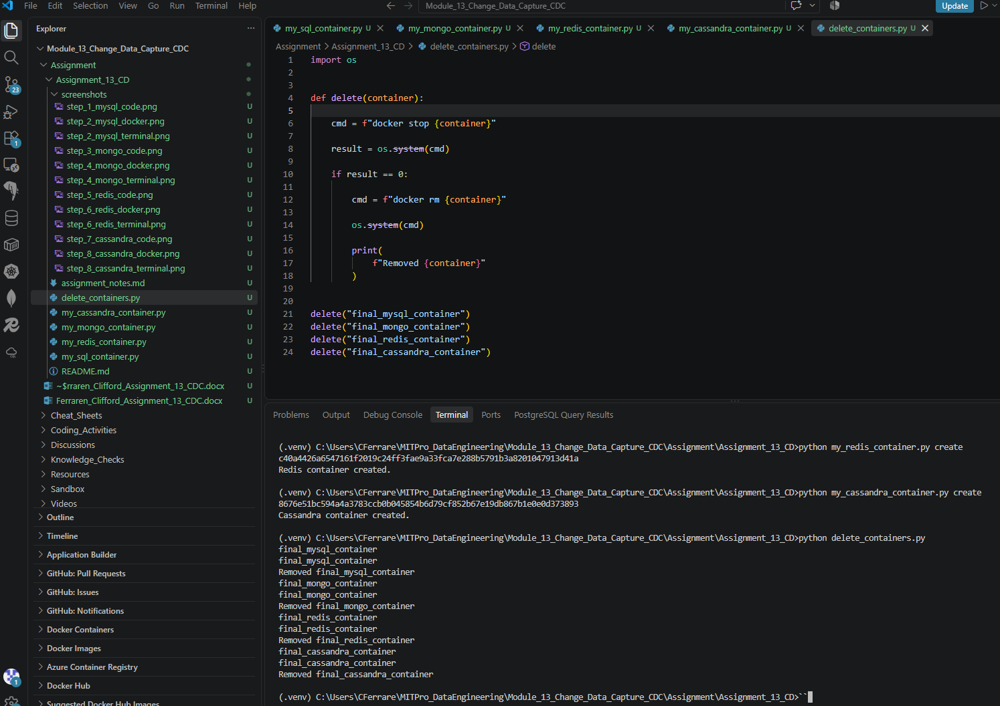 File Edit Selection View Go Run Terminal Help
Module_13_Change_Data_Capture_CDC
Update
Explorer
Module_13_Change_Data_Capture_CDC
Assignment
Assignment_13_CD
screenshots
step_1_mysql_code.png U
step_2_mysql_docker.png U
step_2_mysql_terminal.png U
step_3_mongo_code.png U
step_4_mongo_docker.png U
step_4_mongo_terminal.png U
step_5_redis_code.png U
step_6_redis_docker.png U
step_6_redis_terminal.png U
step_7_cassandra_code.png U
step_8_cassandra_docker.png U
step_8_cassandra_terminal.png U
assignment_notes.md U
delete_containers.py U
my_cassandra_container.py U
my_mongo_container.py U
my_redis_container.py U
my_sql_container.py U
README.md U
~$rraren_Clifford_Assignment_13_CDC.docx U
Ferraren_Clifford_Assignment_13_CDC.docx U
Cheat_Sheets
Coding_Activities
Discussions
Knowledge_Checks
Resources
Sandbox
Videos
Outline
Timeline
Application Builder
GitHub: Pull Requests
GitHub: Issues
GitHub: Notifications
Docker Containers
Docker Images
Azure Container Registry
Docker Hub
Suggested Docker Hub Images
23
1
1
my_sql_container.py U my_mongo_container.py U my_redis_container.py U my_cassandra_container.py U delete_containers.py U
Assignment > Assignment_13_CD > delete_containers.py > delete
1 import os
2
3
4 def delete(container):
5
6 cmd = f"docker stop {container}"
7
8 result = os.system(cmd)
9
10 if result == 0:
11
12 cmd = f"docker rm {container}"
13
14 os.system(cmd)
15
16 print(
17 f"Removed {container}"
18 )
19
20
21 delete("final_mysql_container")
22 delete("final_mongo_container")
23 delete("final_redis_container")
24 delete("final_cassandra_container")
Problems Output Debug Console Terminal Ports PostgreSQL Query Results
(.venv) C:\Users\CFerrare\MITPro_DataEngineering\Module_13_Change_Data_Capture_CDC\Assignment\Assignment_13_CD>python my_redis_container.py create
c40a4426a6547161f2019c24ff3fae9a33fca7e288b5791b3a8201047913d41a
Redis container created.
(.venv) C:\Users\CFerrare\MITPro_DataEngineering\Module_13_Change_Data_Capture_CDC\Assignment\Assignment_13_CD>python my_cassandra_container.py create
8676e51bc594a4a3783ccb0b045854b6d79cf852b67e19db867b1e0e0d373893
Cassandra container created.
(.venv) C:\Users\CFerrare\MITPro_DataEngineering\Module_13_Change_Data_Capture_CDC\Assignment\Assignment_13_CD>python delete_containers.py
final_mysql_container
final_mysql_container
Removed final_mysql_container
final_mongo_container
final_mongo_container
Removed final_mongo_container
final_redis_container
final_redis_container
Removed final_redis_container
final_cassandra_container
final_cassandra_container
Removed final_cassandra_container
(.venv) C:\Users\CFerrare\MITPro_DataEngineering\Module_13_Change_Data_Capture_CDC\Assignment\Assignment_13_CD>``